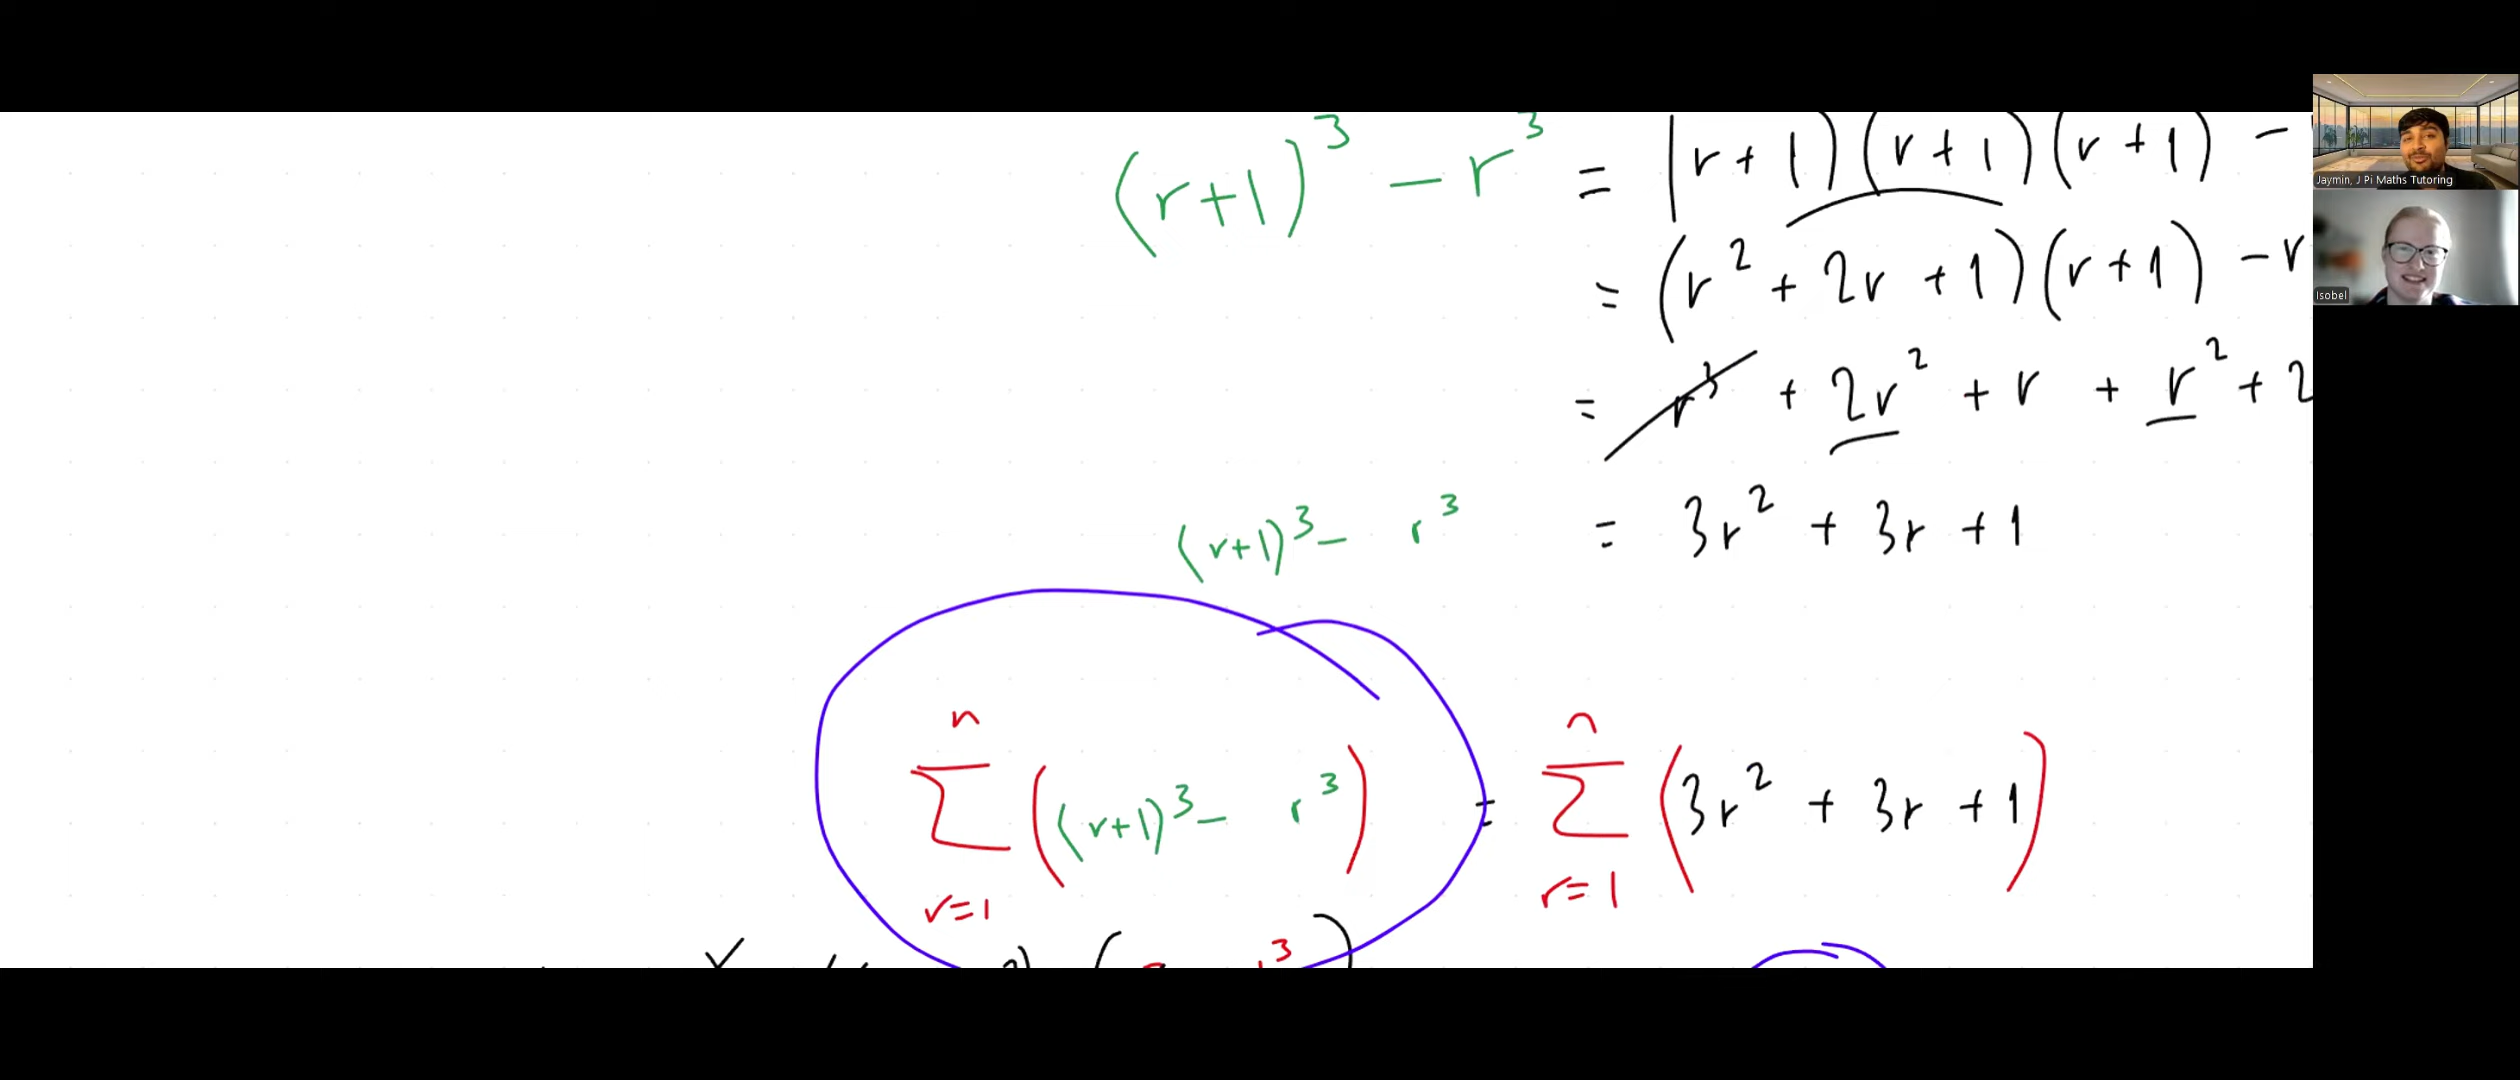 (r+1)³ − r³ = (r+1)(r+1)(r+1) −
= (r² + 2r + 1)(r+1) − r
= r³ + 2r² + r + r² + 2
(r+1)³ − r³ = 3r² + 3r + 1
n n
∑ ((r+1)³ − r³) = ∑ (3r² + 3r + 1)
r=1 r=1
Jaymin, J Pi Maths Tutoring
Isobel